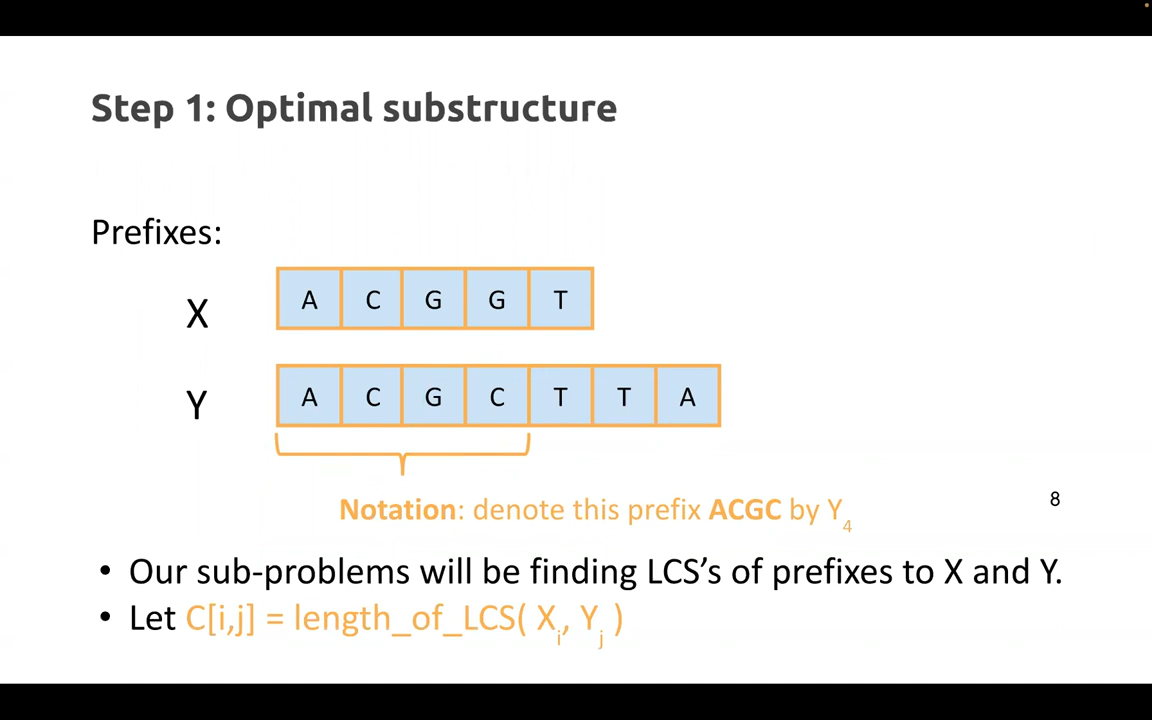 Step 1: Optimal substructure
Prefixes:
X A C G G T
Y A C G C T T A
Notation: denote this prefix ACGC by Y4
8
• Our sub-problems will be finding LCS’s of prefixes to X and Y.
• Let C[i,j] = length_of_LCS( Xi, Yj )